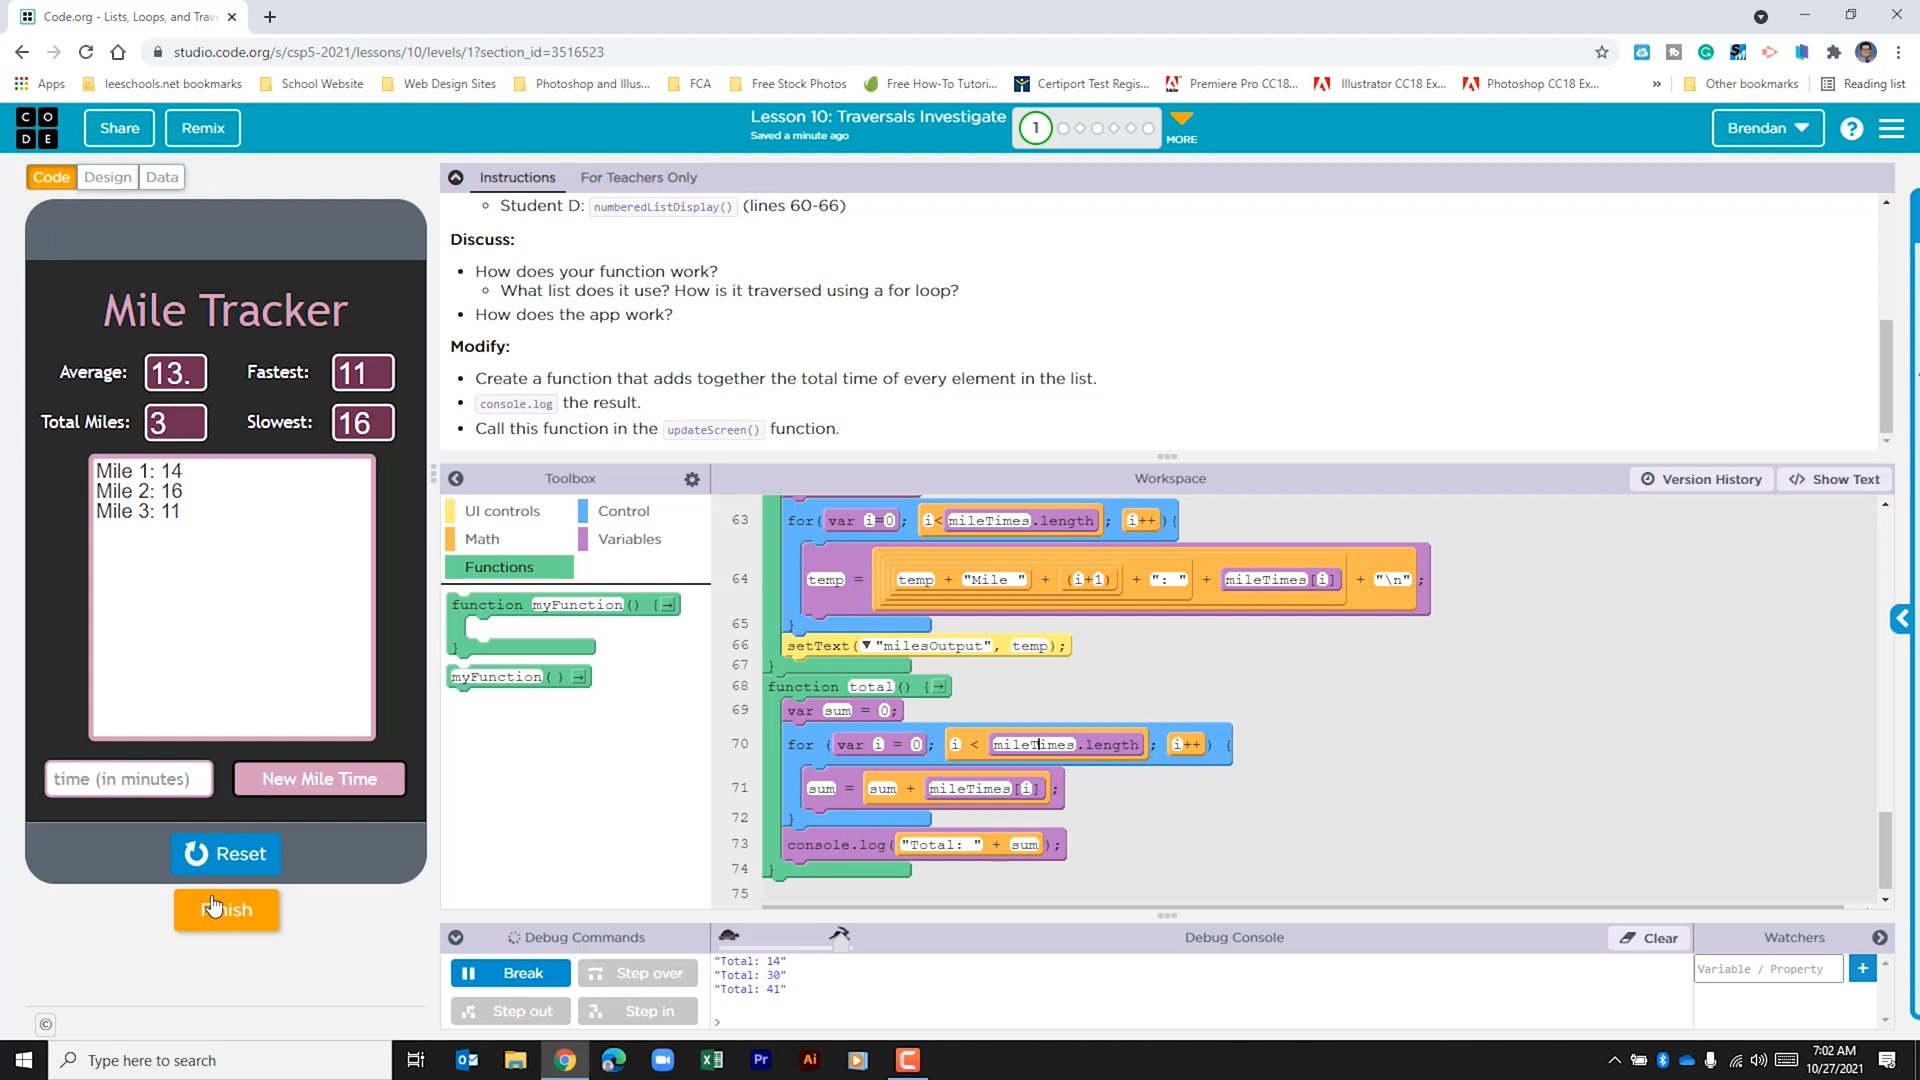 Code.org - Lists, Loops, and Trave
studio.code.org/s/csp5-2021/lessons/10/levels/1?section_id=3516523
Apps leeschools.net bookmarks School Website Web Design Sites Photoshop and Illus... FCA Free Stock Photos Free How-To Tutori... Certiport Test Regis... Premiere Pro CC18... Illustrator CC18 Ex... Photoshop CC18 Ex... » Other bookmarks Reading list
CODE Share Remix Lesson 10: Traversals Investigate 1 MORE Brendan ?
Saved a minute ago
Code Design Data
Instructions For Teachers Only
Student D: numberedListDisplay() (lines 60-66)
Discuss:
How does your function work?
What list does it use? How is it traversed using a for loop?
How does the app work?
Modify:
Create a function that adds together the total time of every element in the list.
console.log the result.
Call this function in the updateScreen() function.
Mile Tracker
Average: 13. Fastest: 11
Total Miles: 3 Slowest: 16
Mile 1: 14
Mile 2: 16
Mile 3: 11
time (in minutes) New Mile Time
Reset
Toolbox Workspace Version History </> Show Text
UI controls Control
Math Variables
Functions
function myFunction() {
}
myFunction()
63 for( var i=0 ; i< mileTimes.length ; i++ ){
64 temp = temp + "Mile " + (i+1) + ": " + mileTimes[i] + "\n" ;
65 }
66 setText( "milesOutput", temp);
67 }
68 function total() {
69 var sum = 0;
70 for ( var i = 0 ; i < mileTimes.length ; i++ ) {
71 sum = sum + mileTimes[i] ;
72 }
73 console.log( "Total: " + sum );
74 }
75
Debug Commands Debug Console Clear Watchers
Break Step over
Step out Step in
"Total: 14"
"Total: 30"
"Total: 41"
>
Variable / Property +
©
Type here to search
Pr Ai
7:02 AM
10/27/2021